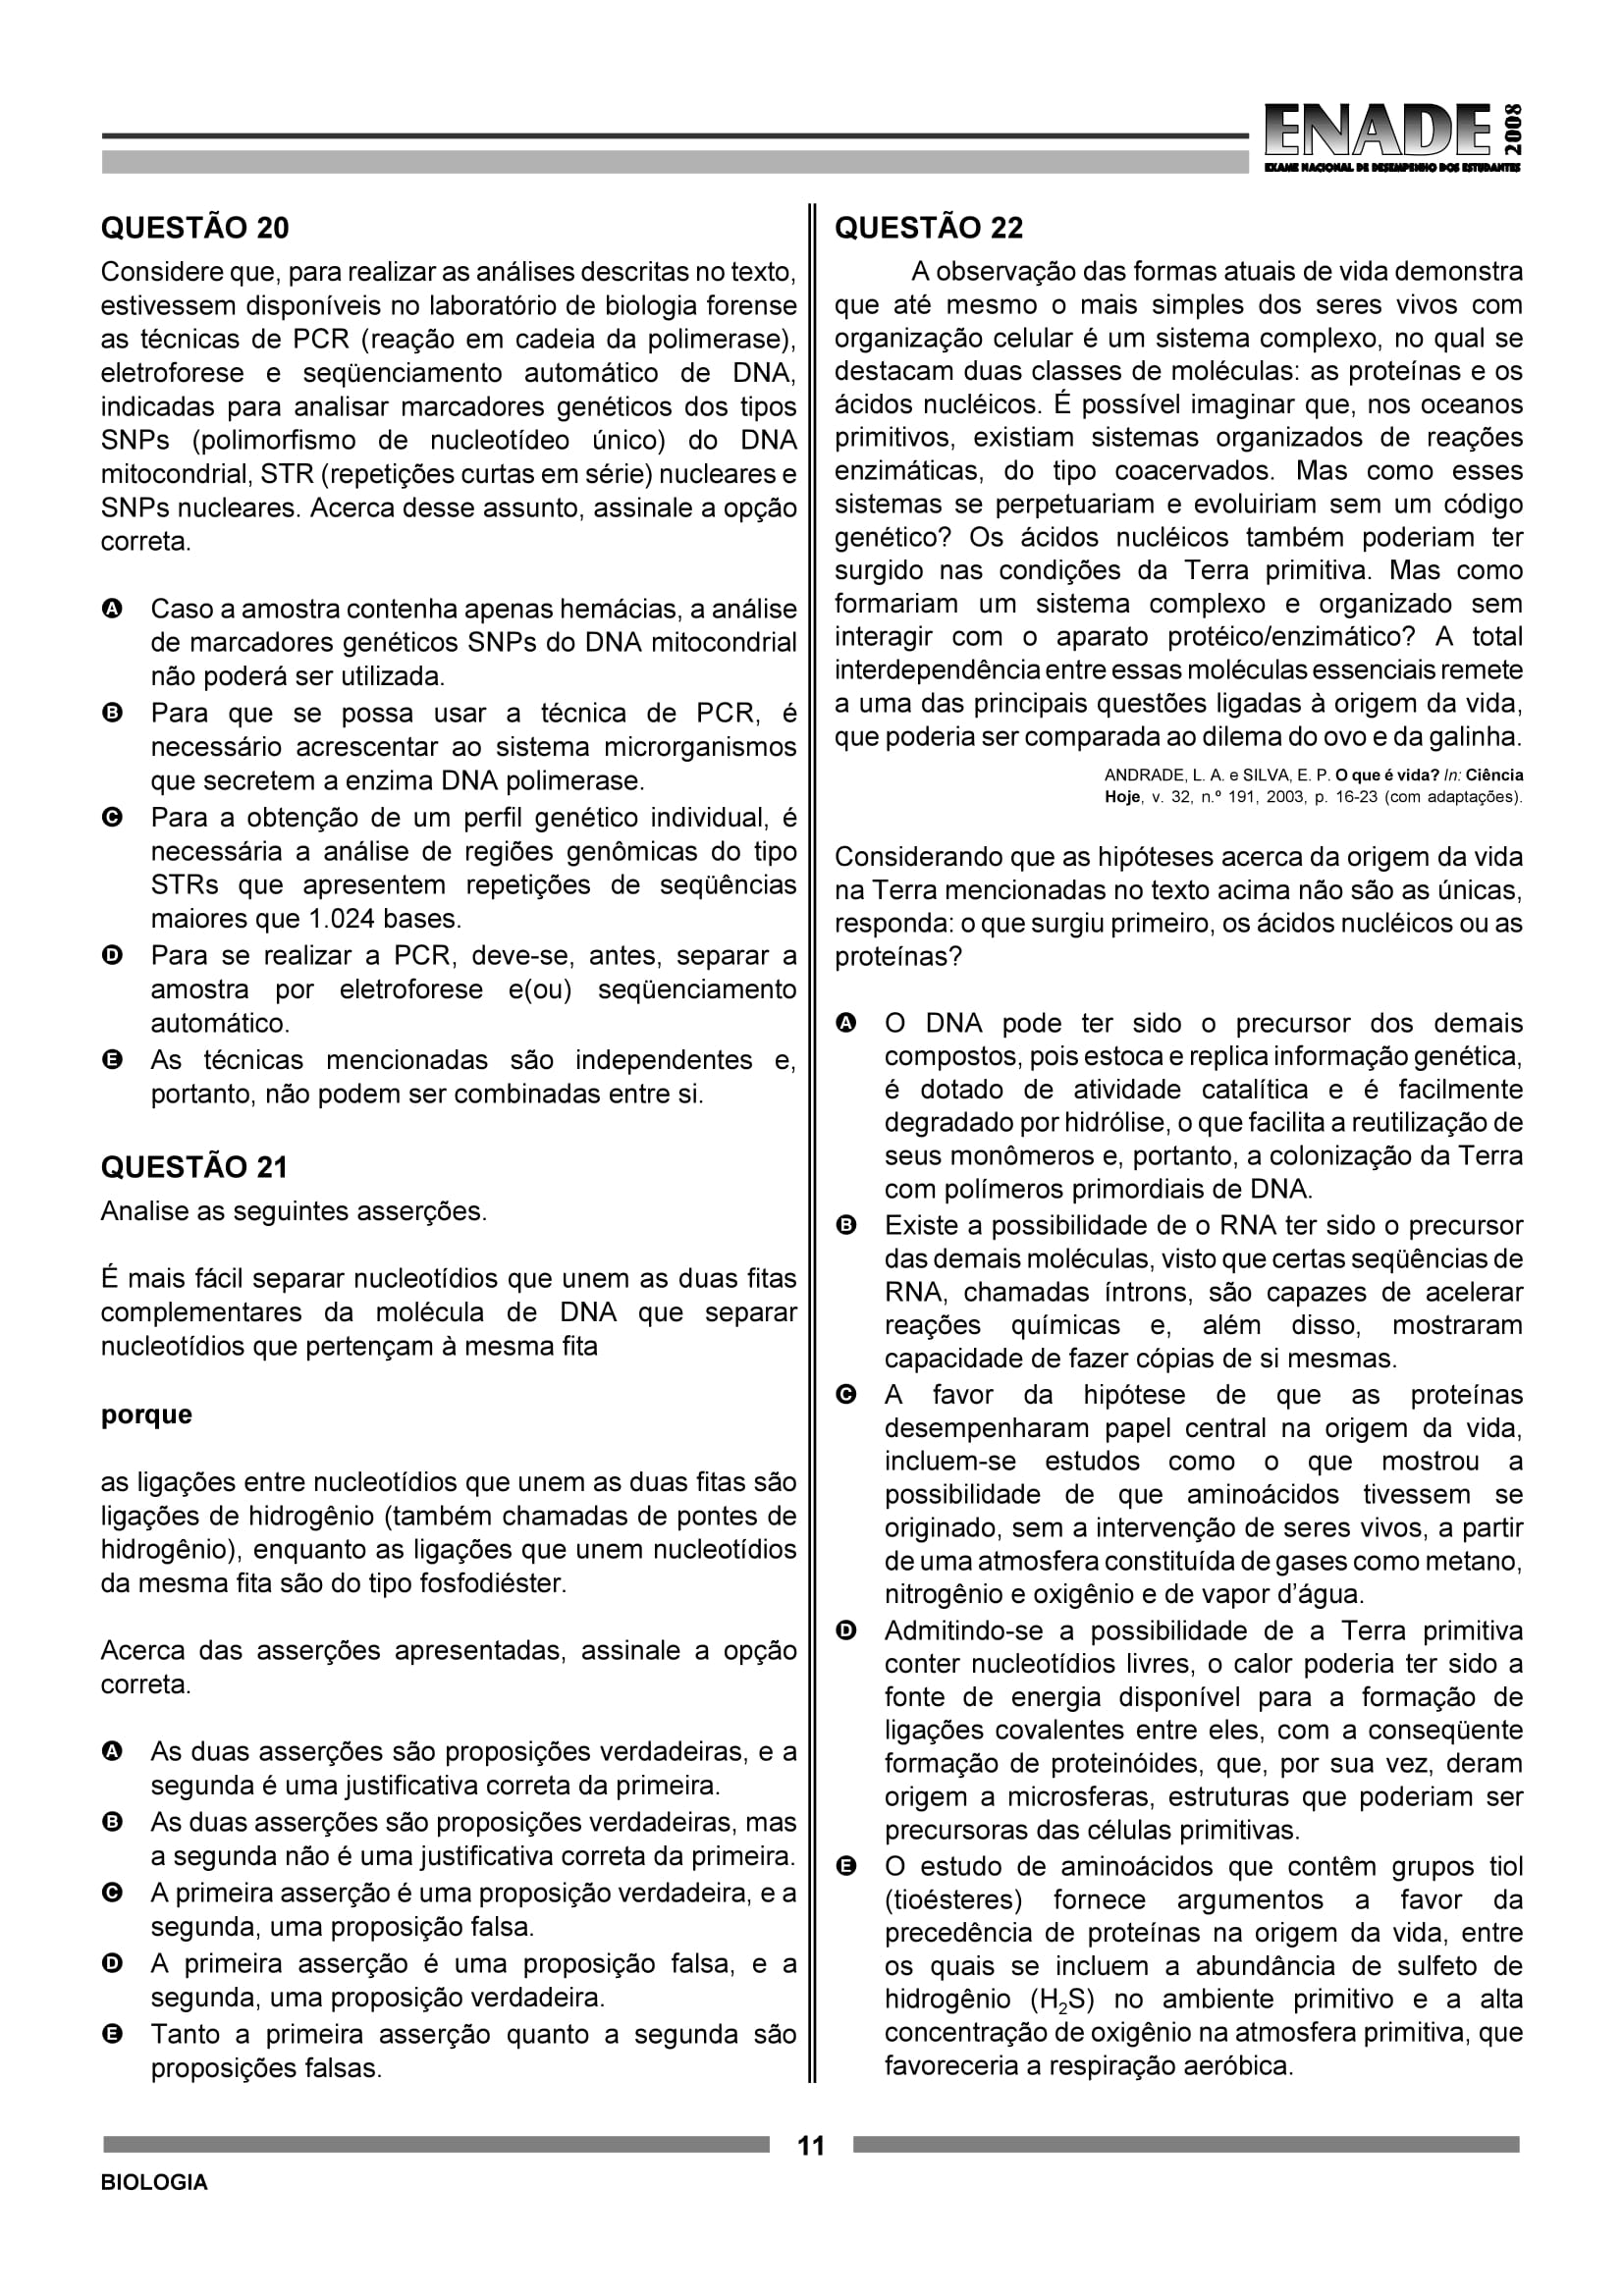 ENADE
2008
EXAME NACIONAL DE DESEMPENHO DOS ESTUDANTES
QUESTÃO 20
Considere que, para realizar as análises descritas no texto,
estivessem disponíveis no laboratório de biologia forense
as técnicas de PCR (reação em cadeia da polimerase),
eletroforese e seqüenciamento automático de DNA,
indicadas para analisar marcadores genéticos dos tipos
SNPs (polimorfismo de nucleotídeo único) do DNA
mitocondrial, STR (repetições curtas em série) nucleares e
SNPs nucleares. Acerca desse assunto, assinale a opção
correta.
A Caso a amostra contenha apenas hemácias, a análise
de marcadores genéticos SNPs do DNA mitocondrial
não poderá ser utilizada.
B Para que se possa usar a técnica de PCR, é
necessário acrescentar ao sistema microrganismos
que secretem a enzima DNA polimerase.
C Para a obtenção de um perfil genético individual, é
necessária a análise de regiões genômicas do tipo
STRs que apresentem repetições de seqüências
maiores que 1.024 bases.
D Para se realizar a PCR, deve-se, antes, separar a
amostra por eletroforese e(ou) seqüenciamento
automático.
E As técnicas mencionadas são independentes e,
portanto, não podem ser combinadas entre si.
QUESTÃO 21
Analise as seguintes asserções.
É mais fácil separar nucleotídios que unem as duas fitas
complementares da molécula de DNA que separar
nucleotídios que pertençam à mesma fita
porque
as ligações entre nucleotídios que unem as duas fitas são
ligações de hidrogênio (também chamadas de pontes de
hidrogênio), enquanto as ligações que unem nucleotídios
da mesma fita são do tipo fosfodiéster.
Acerca das asserções apresentadas, assinale a opção
correta.
A As duas asserções são proposições verdadeiras, e a
segunda é uma justificativa correta da primeira.
B As duas asserções são proposições verdadeiras, mas
a segunda não é uma justificativa correta da primeira.
C A primeira asserção é uma proposição verdadeira, e a
segunda, uma proposição falsa.
D A primeira asserção é uma proposição falsa, e a
segunda, uma proposição verdadeira.
E Tanto a primeira asserção quanto a segunda são
proposições falsas.
QUESTÃO 22
A observação das formas atuais de vida demonstra
que até mesmo o mais simples dos seres vivos com
organização celular é um sistema complexo, no qual se
destacam duas classes de moléculas: as proteínas e os
ácidos nucléicos. É possível imaginar que, nos oceanos
primitivos, existiam sistemas organizados de reações
enzimáticas, do tipo coacervados. Mas como esses
sistemas se perpetuariam e evoluiriam sem um código
genético? Os ácidos nucléicos também poderiam ter
surgido nas condições da Terra primitiva. Mas como
formariam um sistema complexo e organizado sem
interagir com o aparato protéico/enzimático? A total
interdependência entre essas moléculas essenciais remete
a uma das principais questões ligadas à origem da vida,
que poderia ser comparada ao dilema do ovo e da galinha.
ANDRADE, L. A. e SILVA, E. P. O que é vida? In: Ciência
Hoje, v. 32, n.º 191, 2003, p. 16-23 (com adaptações).
Considerando que as hipóteses acerca da origem da vida
na Terra mencionadas no texto acima não são as únicas,
responda: o que surgiu primeiro, os ácidos nucléicos ou as
proteínas?
A O DNA pode ter sido o precursor dos demais
compostos, pois estoca e replica informação genética,
é dotado de atividade catalítica e é facilmente
degradado por hidrólise, o que facilita a reutilização de
seus monômeros e, portanto, a colonização da Terra
com polímeros primordiais de DNA.
B Existe a possibilidade de o RNA ter sido o precursor
das demais moléculas, visto que certas seqüências de
RNA, chamadas íntrons, são capazes de acelerar
reações químicas e, além disso, mostraram
capacidade de fazer cópias de si mesmas.
C A favor da hipótese de que as proteínas
desempenharam papel central na origem da vida,
incluem-se estudos como o que mostrou a
possibilidade de que aminoácidos tivessem se
originado, sem a intervenção de seres vivos, a partir
de uma atmosfera constituída de gases como metano,
nitrogênio e oxigênio e de vapor d’água.
D Admitindo-se a possibilidade de a Terra primitiva
conter nucleotídios livres, o calor poderia ter sido a
fonte de energia disponível para a formação de
ligações covalentes entre eles, com a conseqüente
formação de proteinóides, que, por sua vez, deram
origem a microsferas, estruturas que poderiam ser
precursoras das células primitivas.
E O estudo de aminoácidos que contêm grupos tiol
(tioésteres) fornece argumentos a favor da
precedência de proteínas na origem da vida, entre
os quais se incluem a abundância de sulfeto de
hidrogênio (H2S) no ambiente primitivo e a alta
concentração de oxigênio na atmosfera primitiva, que
favoreceria a respiração aeróbica.
11
BIOLOGIA